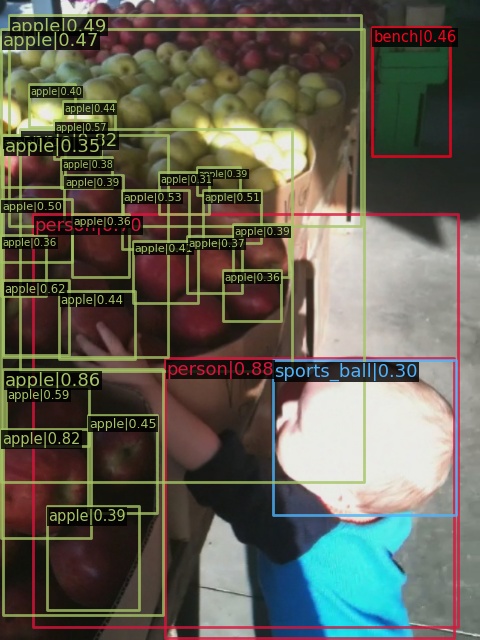 apple|0.49
apple|0.47
bench|0.46
apple|0.40
apple|0.44
apple|0.57
apple|0.35
apple|0.38
apple|0.39
apple|0.31
apple|0.39
apple|0.53
apple|0.51
apple|0.50
apple|0.36
apple|0.39
apple|0.36
apple|0.37
apple|0.36
apple|0.62
apple|0.44
person|0.88
sports_ball|0.30
apple|0.86
apple|0.59
apple|0.45
apple|0.82
apple|0.39